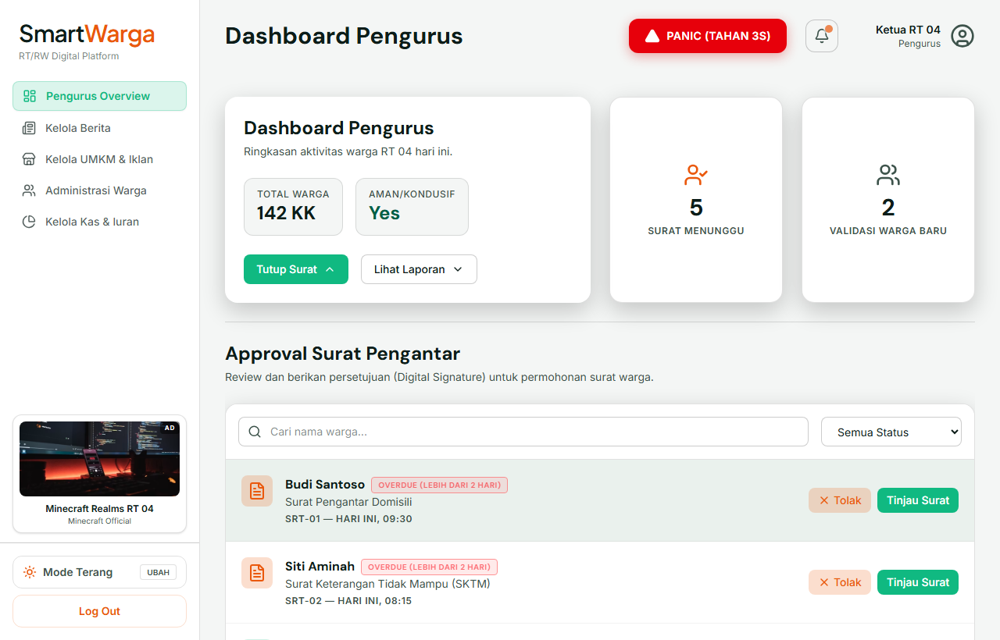 SmartWarga
RT/RW Digital Platform
Pengurus Overview
Kelola Berita
Kelola UMKM & Iklan
Administrasi Warga
Kelola Kas & Iuran
AD
Minecraft Realms RT 04
Minecraft Official
Mode Terang
UBAH
Log Out
Dashboard Pengurus
PANIC (TAHAN 3S)
Ketua RT 04
Pengurus
Dashboard Pengurus
Ringkasan aktivitas warga RT 04 hari ini.
TOTAL WARGA
142 KK
AMAN/KONDUSIF
Yes
Tutup Surat
Lihat Laporan
5
SURAT MENUNGGU
2
VALIDASI WARGA BARU
Approval Surat Pengantar
Review dan berikan persetujuan (Digital Signature) untuk permohonan surat warga.
Cari nama warga...
Semua Status
Budi Santoso OVERDUE (LEBIH DARI 2 HARI)
Surat Pengantar Domisili
SRT-01 — HARI INI, 09:30
Tolak
Tinjau Surat
Siti Aminah OVERDUE (LEBIH DARI 2 HARI)
Surat Keterangan Tidak Mampu (SKTM)
SRT-02 — HARI INI, 08:15
Tolak
Tinjau Surat